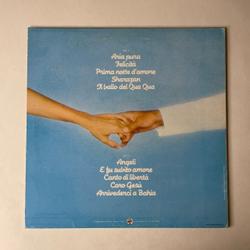 Aria pura
Felicità
Prima notte d'amore
Sharazan
Il ballo del Qua Qua
Angeli
E fu subito amore
Canto di libertà
Caro Gesù
Arrivederci a Bahia